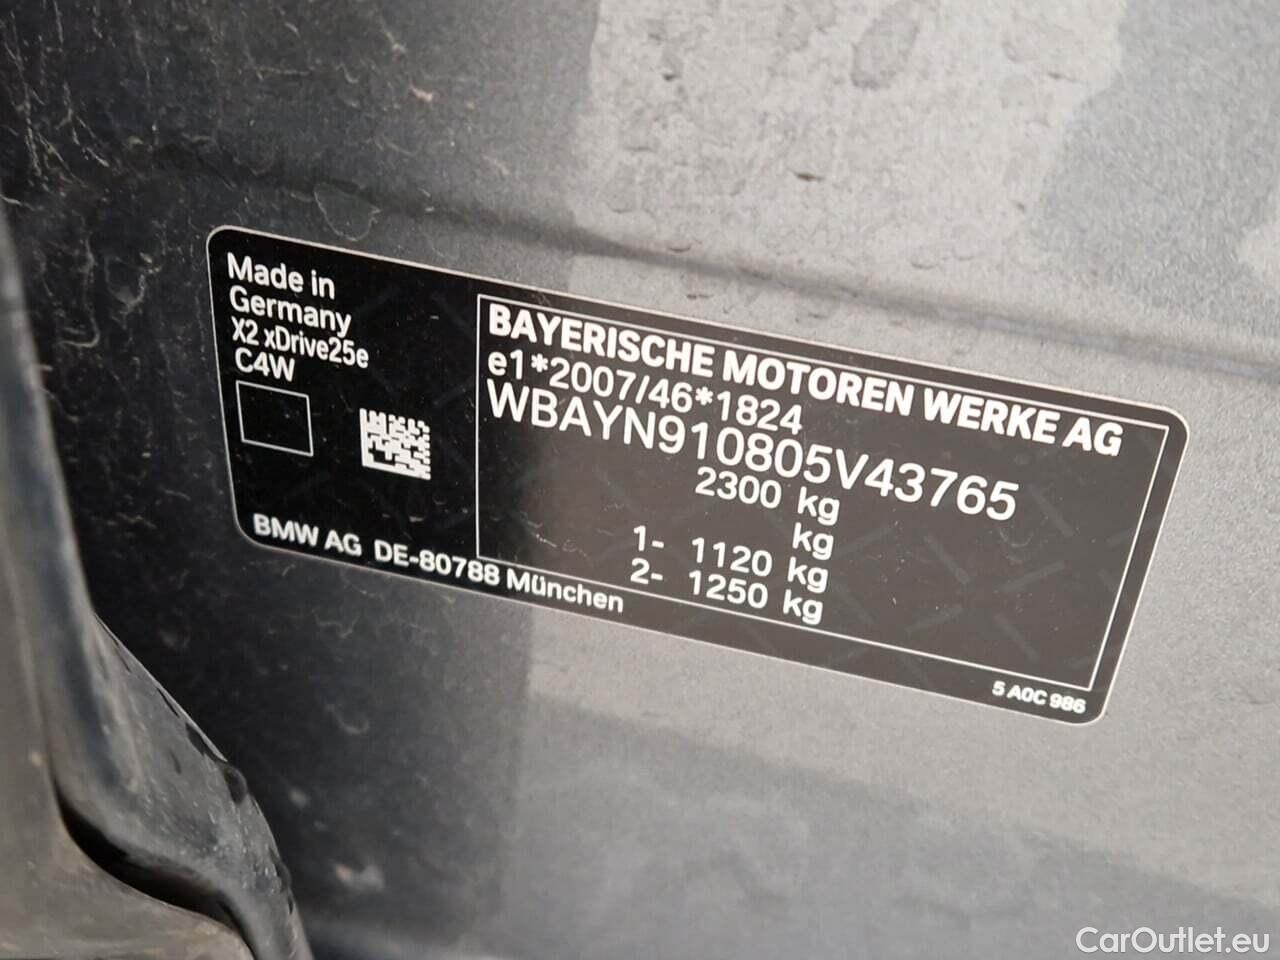 Made in
Germany
X2 xDrive25e
C4W
BAYERISCHE MOTOREN WERKE AG
e1*2007/46*1824
WBAYN910805V43765
2300 kg
kg
1- 1120 kg
2- 1250 kg
BMW AG DE-80788 München
5 A0C 986
CarOutlet.eu